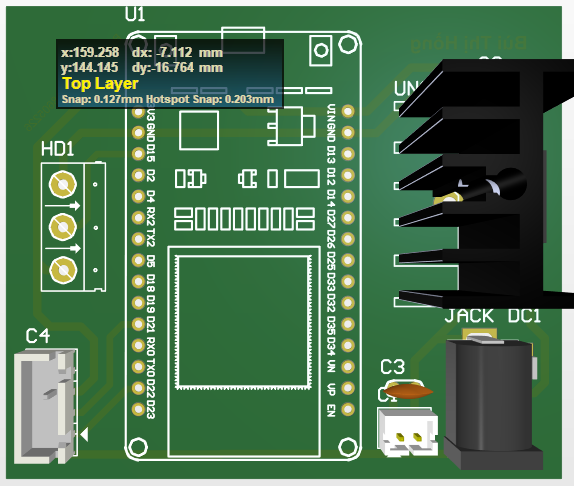 U1
x:159.258 dx: -7.112 mm
y:144.145 dy:-16.764 mm
Top Layer
Snap: 0.127mm Hotspot Snap: 0.203mm
UN
HD1
V3
GND
D15
D2
D4
RX2
TX2
D5
D18
D19
D21
RX0
TX0
D22
D23
VIN
GND
D13
D12
D14
D27
D26
D25
D33
D32
D35
D34
VN
VP
EN
JACK DC1
C4
C3